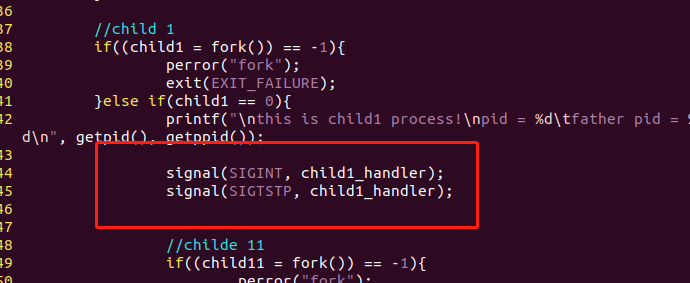 36
37 //child 1
38 if((child1 = fork()) == -1){
39 perror("fork");
40 exit(EXIT_FAILURE);
41 }else if(child1 == 0){
42 printf("\nthis is child1 process!\npid = %d\tfather pid = %
d\n", getpid(), getppid());
43
44 signal(SIGINT, child1_handler);
45 signal(SIGTSTP, child1_handler);
46
47
48 //childe 11
49 if((child11 = fork()) == -1){
50 perror("fork");